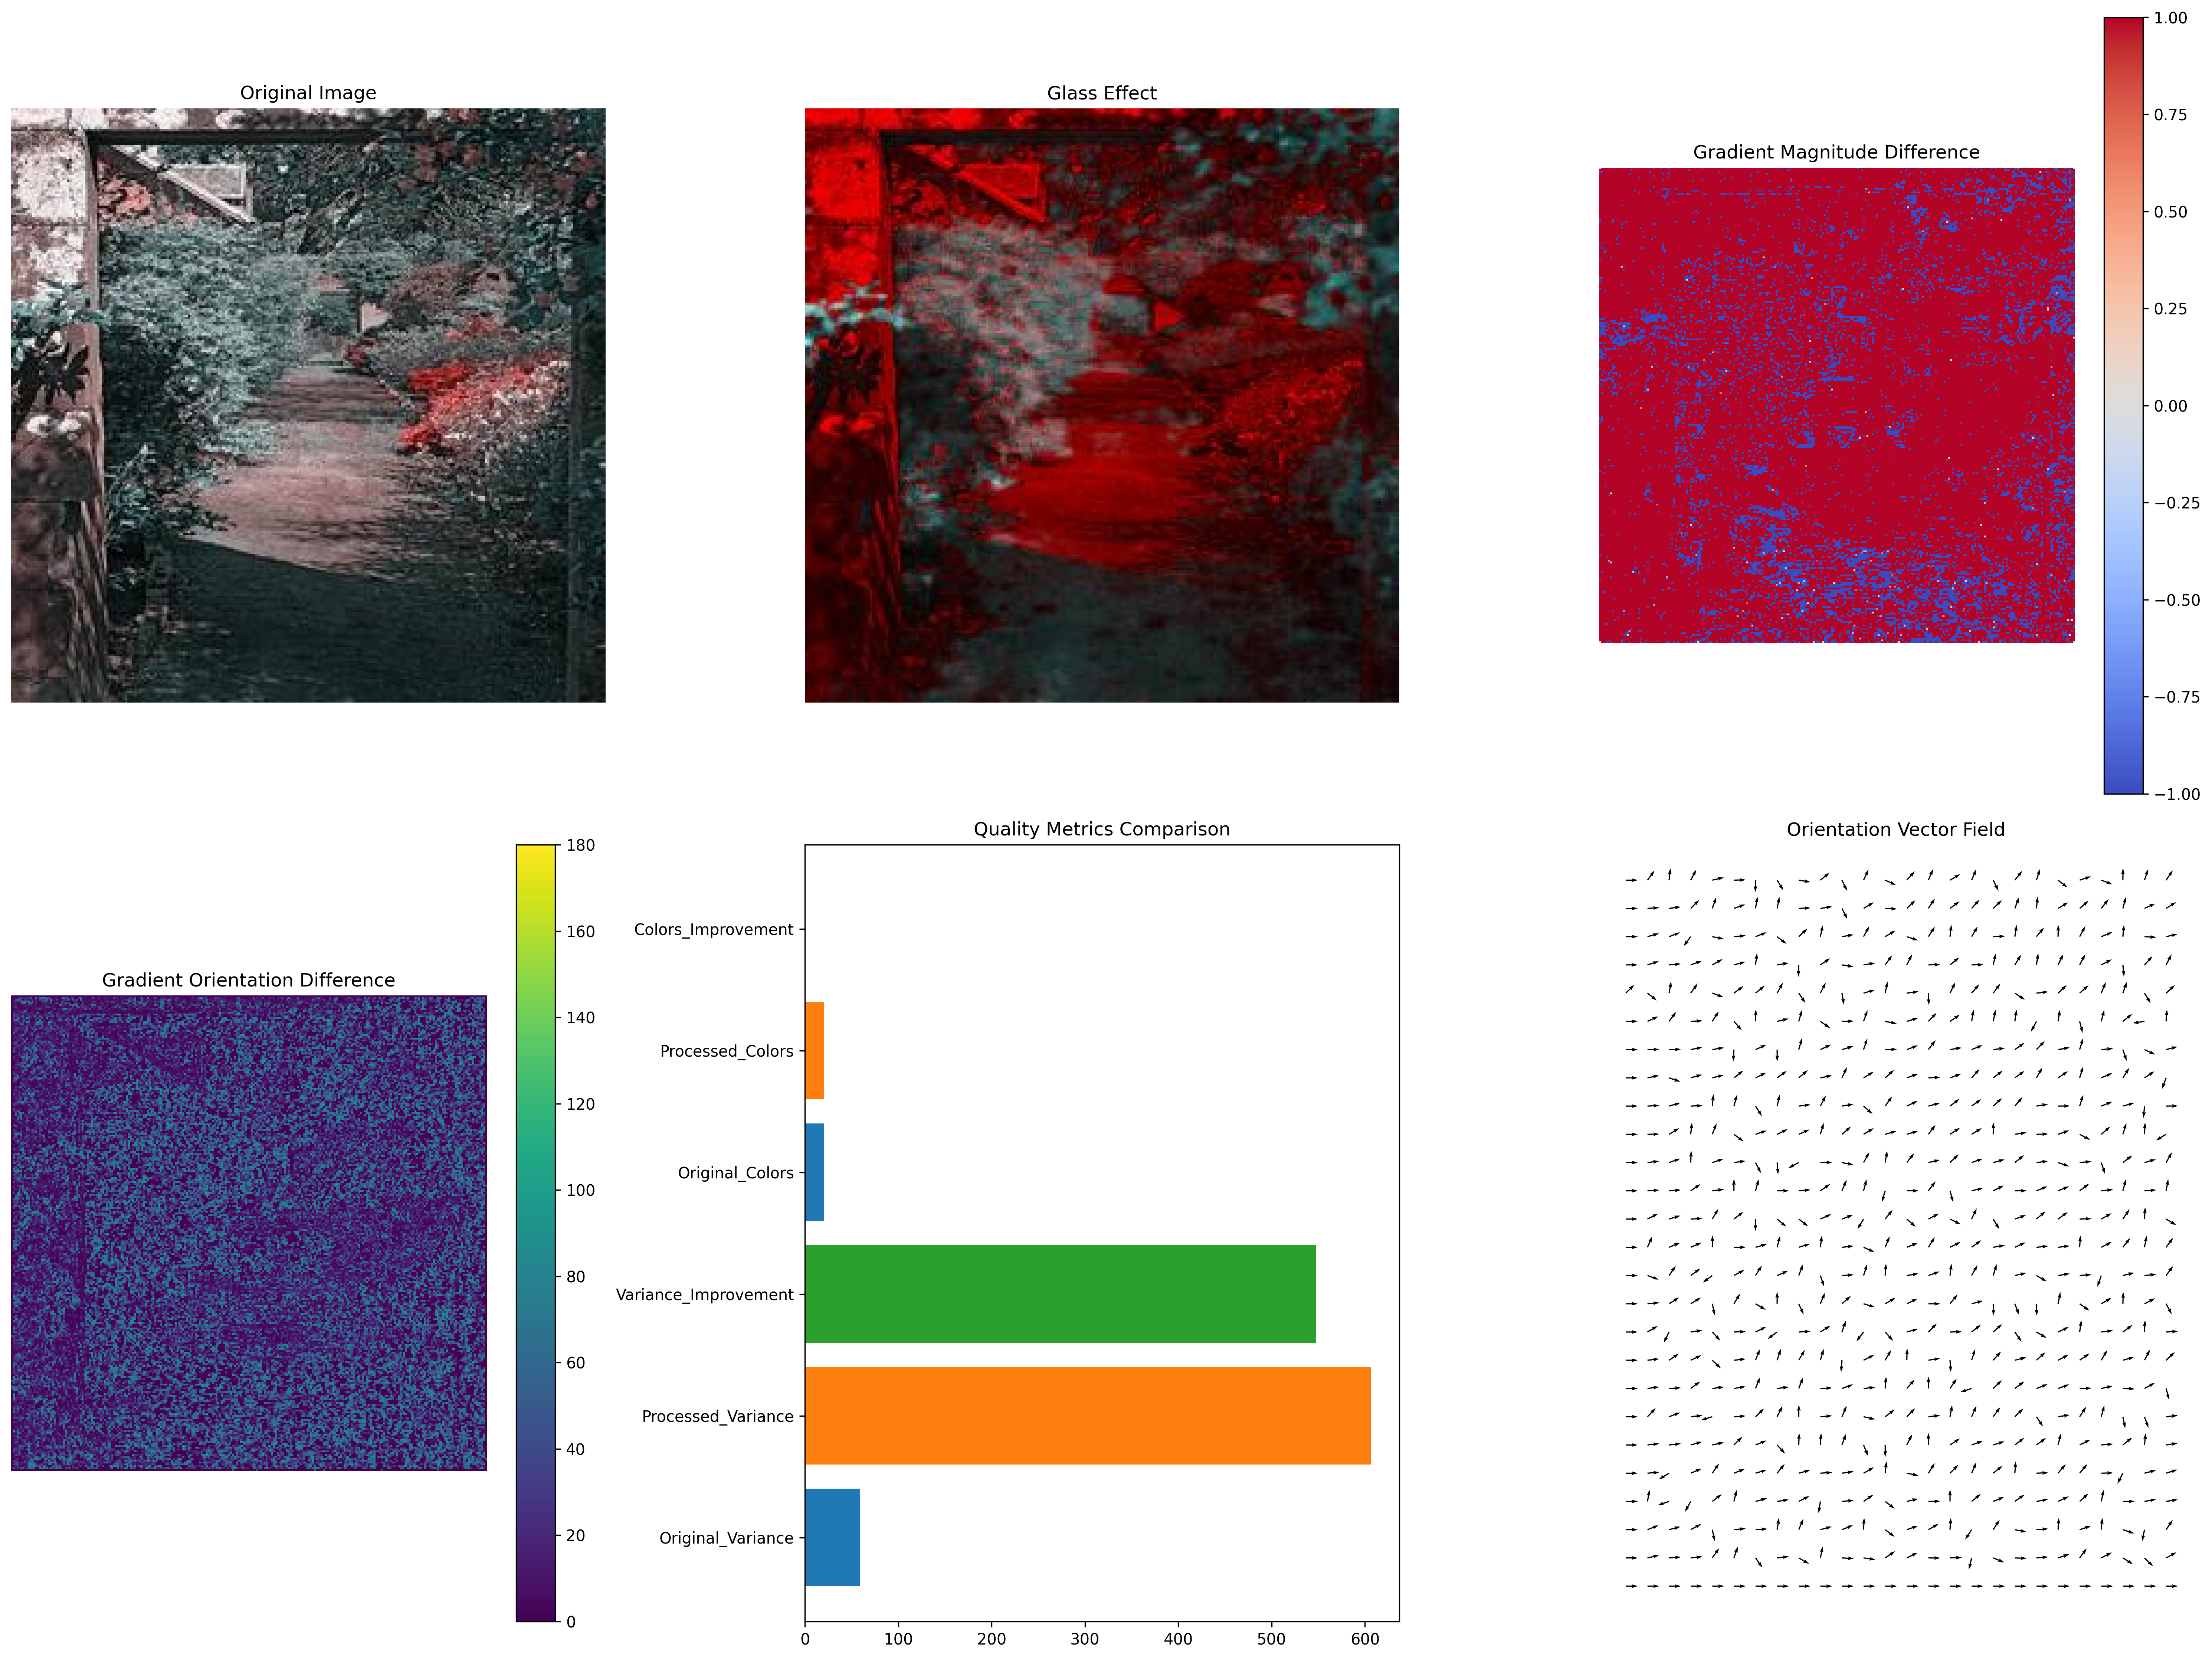 Original Image
Glass Effect
Gradient Magnitude Difference
1.00
0.75
0.50
0.25
0.00
−0.25
−0.50
−0.75
−1.00
Gradient Orientation Difference
180
160
140
120
100
80
60
40
20
0
Quality Metrics Comparison
Colors_Improvement
Processed_Colors
Original_Colors
Variance_Improvement
Processed_Variance
Original_Variance
0 100 200 300 400 500 600
Orientation Vector Field